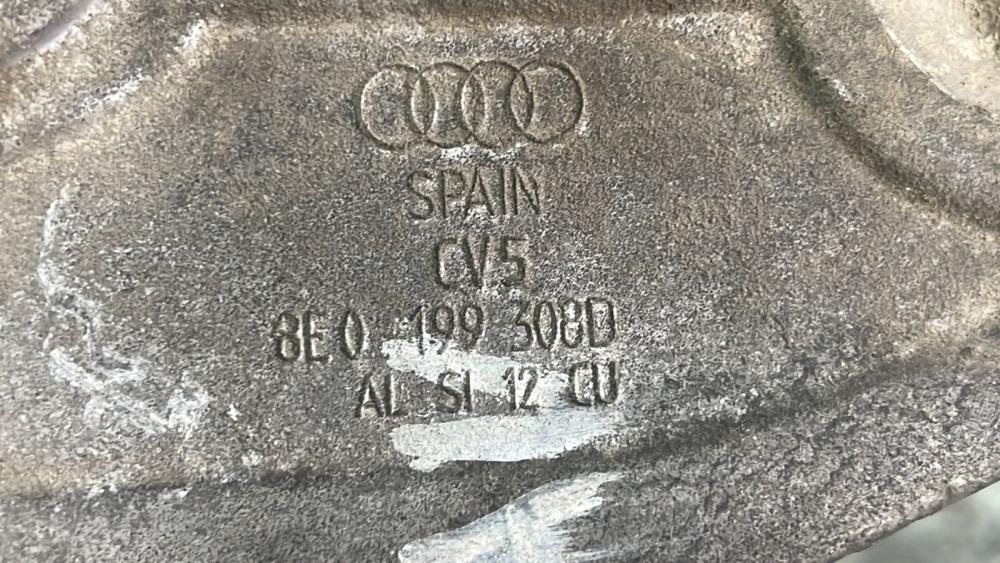 SPAIN
CV5
8E0 199 308D
AL SI 12 CU